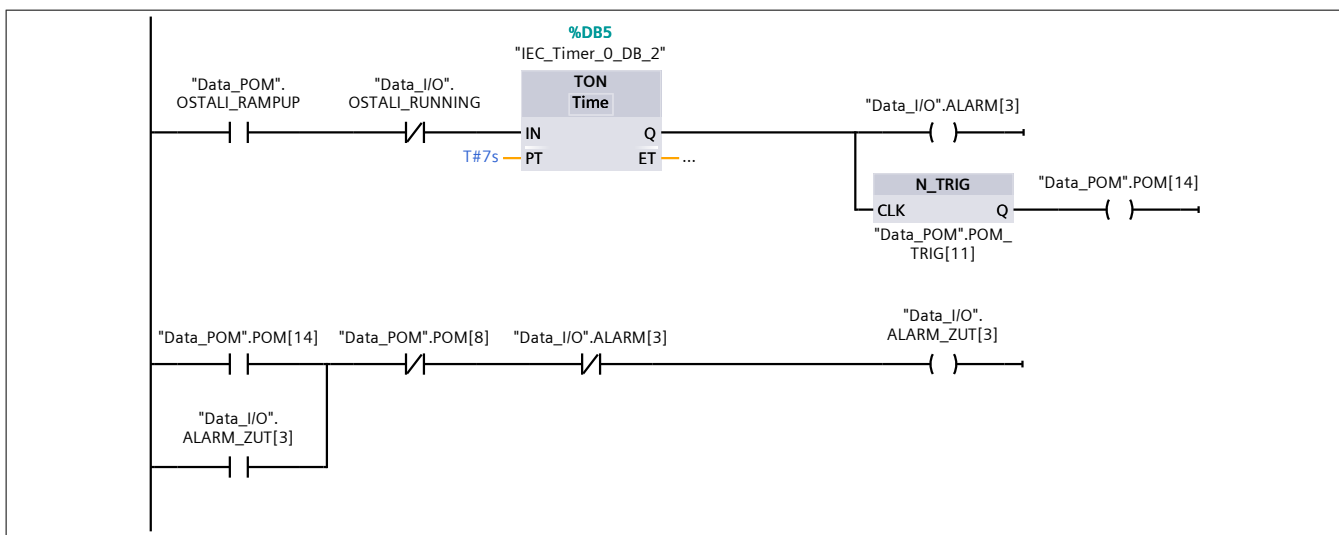 %DB5
"IEC_Timer_0_DB_2"
"Data_POM".
OSTALI_RAMPUP
"Data_I/O".
OSTALI_RUNNING
TON
Time
IN
Q
T#7s
PT
ET
...
"Data_I/O".ALARM[3]
N_TRIG
CLK
Q
"Data_POM".POM_
TRIG[11]
"Data_POM".POM[14]
"Data_POM".POM[14]
"Data_POM".POM[8]
"Data_I/O".ALARM[3]
"Data_I/O".
ALARM_ZUT[3]
"Data_I/O".
ALARM_ZUT[3]